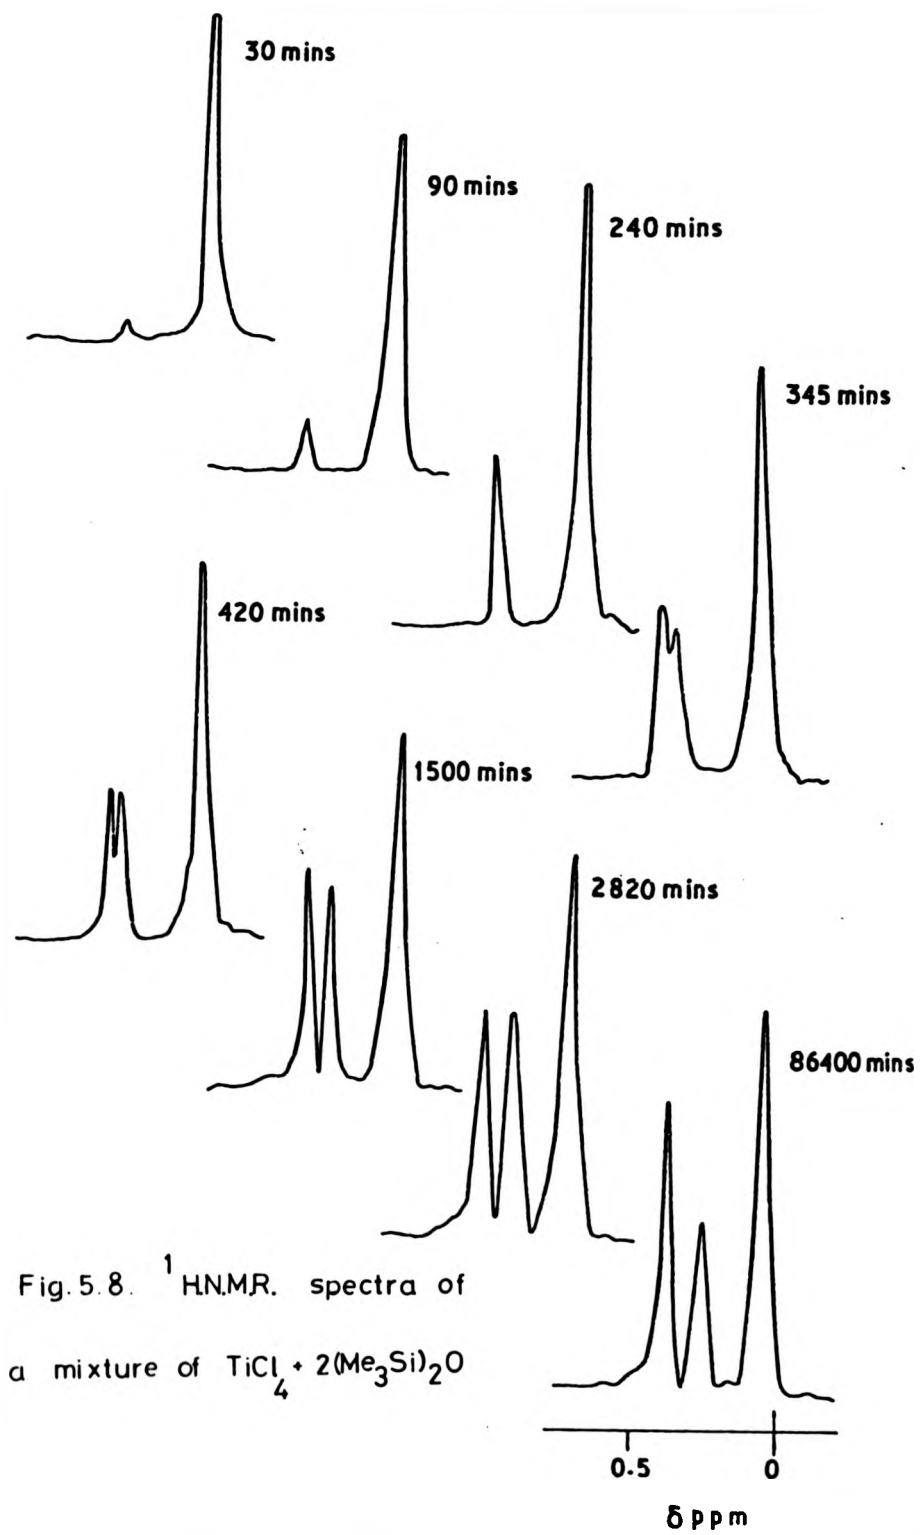 30 mins
90 mins
240 mins
345 mins
420 mins
1500 mins
2820 mins
86400 mins
Fig. 5.8. ¹H.N.M.R. spectra of
a mixture of TiCl₄ + 2(Me₃Si)₂O
0.5 0
δ ppm